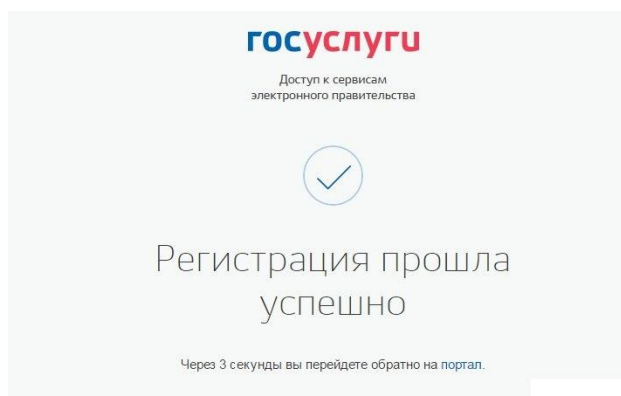 госуслуги
Доступ к сервисам
электронного правительства
Регистрация прошла
успешно
Через 3 секунды вы перейдете обратно на портал.